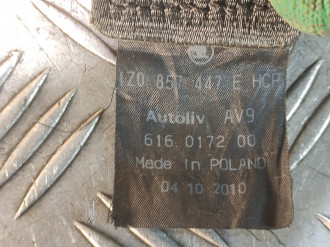 1Z0 857 447 E HCP
Autoliv AV9
616 0172 00
Made in POLAND
04 10 2010